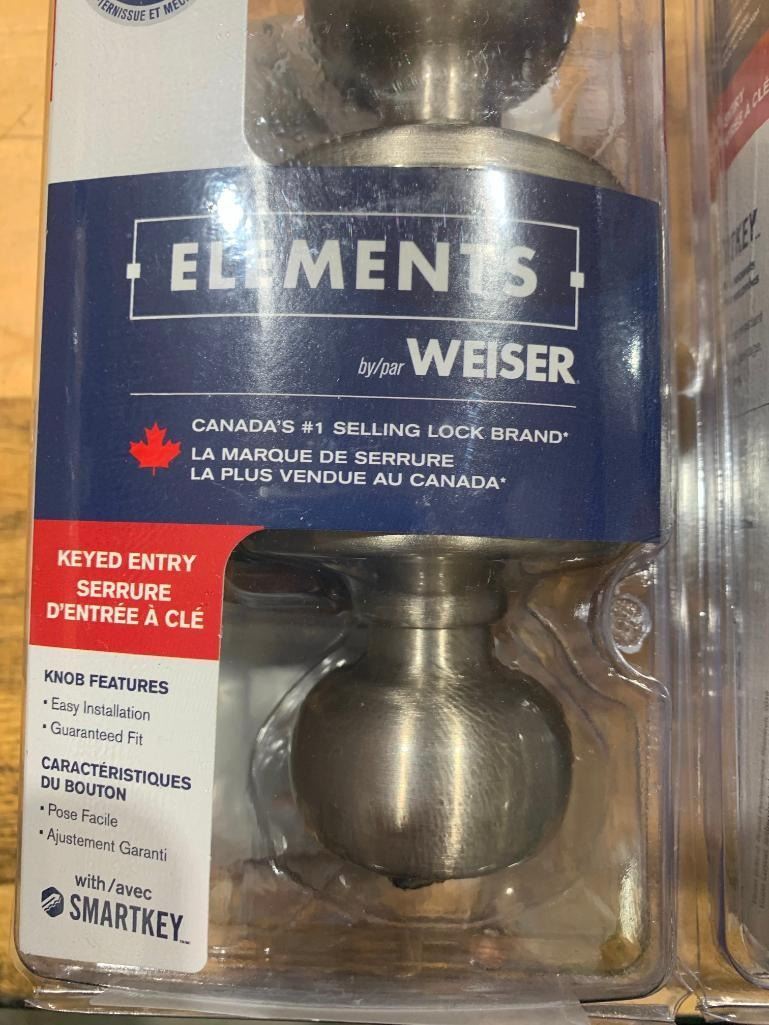 TERNISSUE ET
ELEMENTS
by/par WEISER
CANADA'S #1 SELLING LOCK BRAND*
LA MARQUE DE SERRURE
LA PLUS VENDUE AU CANADA*
KEYED ENTRY
SERRURE
D'ENTRÉE À CLÉ
KNOB FEATURES
• Easy Installation
• Guaranteed Fit
CARACTÉRISTIQUES
DU BOUTON
• Pose Facile
• Ajustement Garanti
with/avec
SMARTKEY